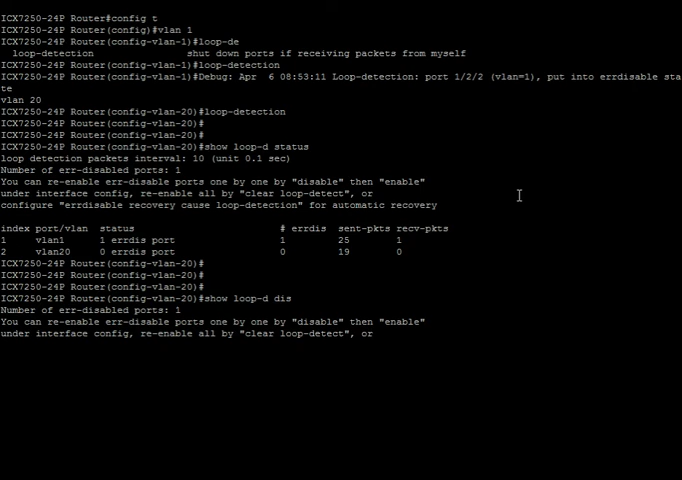 ICX7250-24P Router#config t
ICX7250-24P Router(config)#vlan 1
ICX7250-24P Router(config-vlan-1)#loop-de
  loop-detection                shut down ports if receiving packets from myself
ICX7250-24P Router(config-vlan-1)#loop-detection
ICX7250-24P Router(config-vlan-1)#Debug: Apr  6 08:53:11 Loop-detection: port 1/2/2 (vlan=1), put into errdisable sta
te
vlan 20
ICX7250-24P Router(config-vlan-20)#loop-detection
ICX7250-24P Router(config-vlan-20)#
ICX7250-24P Router(config-vlan-20)#
ICX7250-24P Router(config-vlan-20)#show loop-d status
loop detection packets interval: 10 (unit 0.1 sec)
Number of err-disabled ports: 1
You can re-enable err-disable ports one by one by "disable" then "enable"
under interface config, re-enable all by "clear loop-detect", or
configure "errdisable recovery cause loop-detection" for automatic recovery
index port/vlan  status                         # errdis  sent-pkts recv-pkts
1     vlan1      1 errdis port                  1         25        1
2     vlan20     0 errdis port                  0         19        0
ICX7250-24P Router(config-vlan-20)#
ICX7250-24P Router(config-vlan-20)#
ICX7250-24P Router(config-vlan-20)#
ICX7250-24P Router(config-vlan-20)#show loop-d dis
Number of err-disabled ports: 1
You can re-enable err-disable ports one by one by "disable" then "enable"
under interface config, re-enable all by "clear loop-detect", or